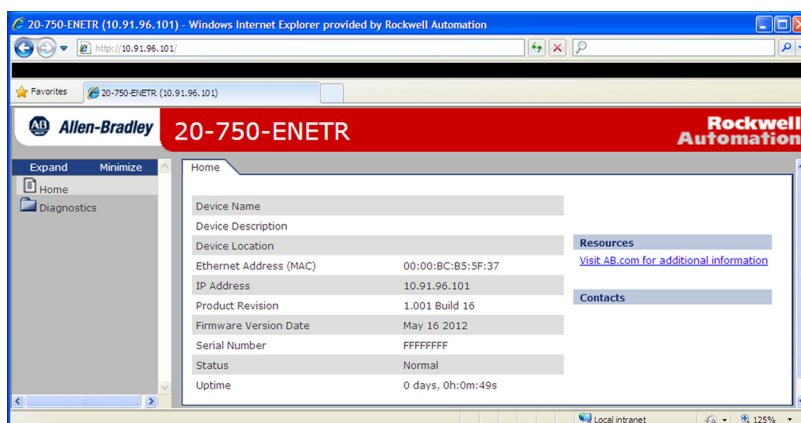 20-750-ENETR (10.91.96.101) - Windows Internet Explorer provided by Rockwell Automation
http://10.91.96.101/
Favorites
20-750-ENETR (10.91.96.101)
AB Allen-Bradley
20-750-ENETR
Rockwell
Automation
Expand Minimize
Home
Diagnostics
Home
Device Name
Device Description
Device Location
Ethernet Address (MAC) 00:00:BC:B5:5F:37
IP Address 10.91.96.101
Product Revision 1.001 Build 16
Firmware Version Date May 16 2012
Serial Number FFFFFFFF
Status Normal
Uptime 0 days, 0h:0m:49s
Resources
Visit AB.com for additional information
Contacts
Local intranet
125%